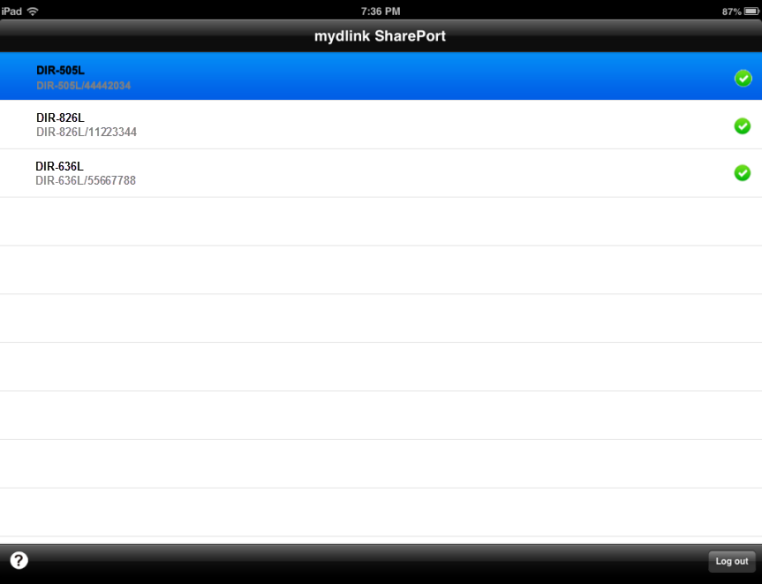 iPad 7:36 PM 87%
mydlink SharePort
DIR-505L
DIR-505L/44442034
DIR-826L
DIR-826L/11223344
DIR-636L
DIR-636L/55667788
? Log out